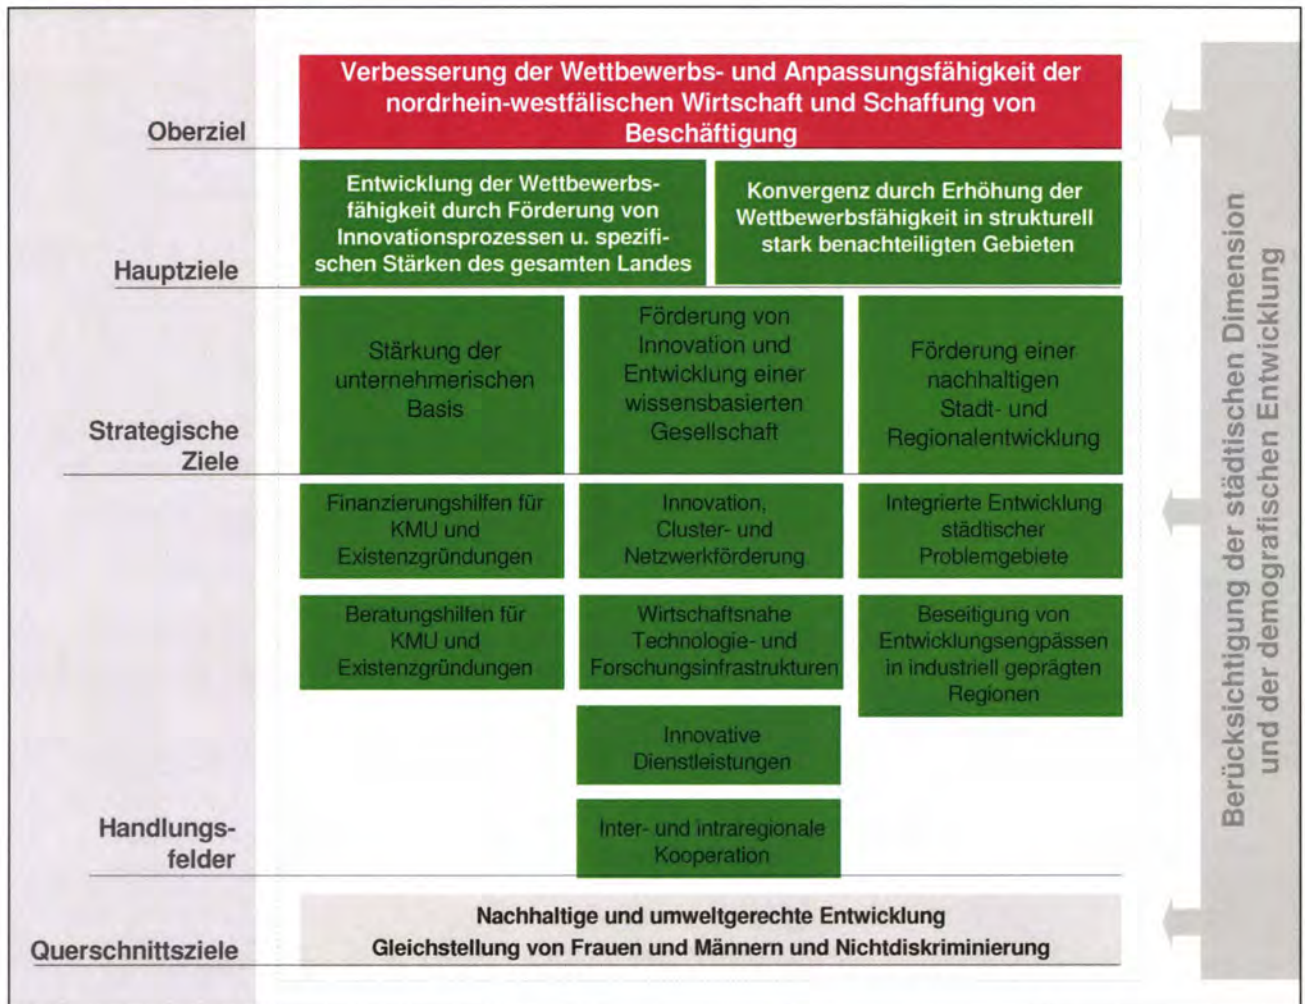 Verbesserung der Wettbewerbs- und Anpassungsfähigkeit der
nordrhein-westfälischen Wirtschaft und Schaffung von
Beschäftigung
Oberziel
Entwicklung der Wettbewerbs-
fähigkeit durch Förderung von
Innovationsprozessen u. spezifi-
schen Stärken des gesamten Landes
Konvergenz durch Erhöhung der
Wettbewerbsfähigkeit in strukturell
stark benachteiligten Gebieten
Hauptziele
Stärkung der
unternehmerischen
Basis
Förderung von
Innovation und
Entwicklung einer
wissensbasierten
Gesellschaft
Förderung einer
nachhaltigen
Stadt- und
Regionalentwicklung
Strategische
Ziele
Finanzierungshilfen für
KMU und
Existenzgründungen
Innovation,
Cluster- und
Netzwerkförderung
Integrierte Entwicklung
städtischer
Problemgebiete
Beratungshilfen für
KMU und
Existenzgründungen
Wirtschaftsnahe
Technologie- und
Forschungsinfrastrukturen
Beseitigung von
Entwicklungsengpässen
in industriell geprägten
Regionen
Innovative
Dienstleistungen
Inter- und intraregionale
Kooperation
Handlungs-
felder
Nachhaltige und umweltgerechte Entwicklung
Gleichstellung von Frauen und Männern und Nichtdiskriminierung
Querschnittsziele
Berücksichtigung der städtischen Dimension
und der demografischen Entwicklung